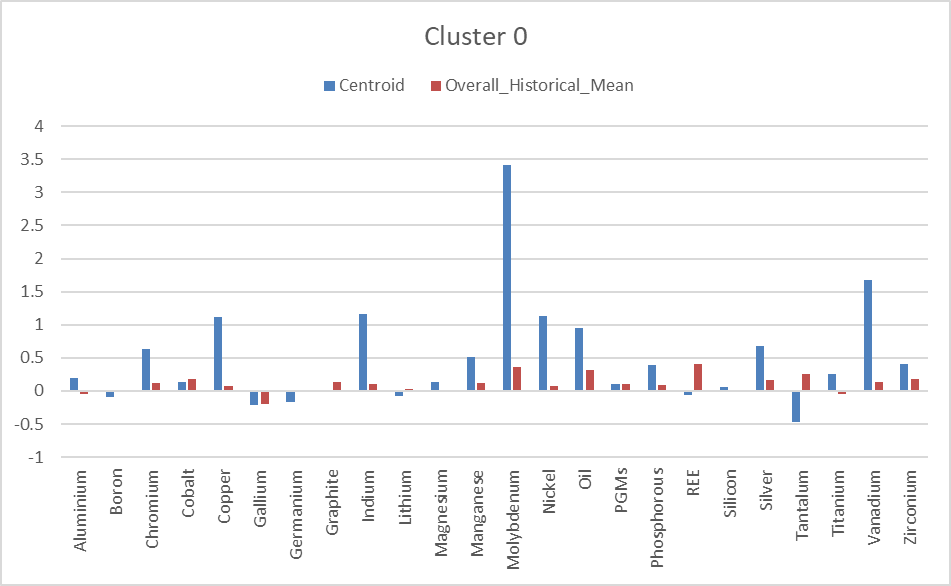 Cluster 0
Centroid Overall_Historical_Mean
4
3.5
3
2.5
2
1.5
1
0.5
0
-0.5
-1
Aluminium
Boron
Chromium
Cobalt
Copper
Gallium
Germanium
Graphite
Indium
Lithium
Magnesium
Manganese
Molybdenum
Nickel
Oil
PGMs
Phosphorous
REE
Silicon
Silver
Tantalum
Titanium
Vanadium
Zirconium